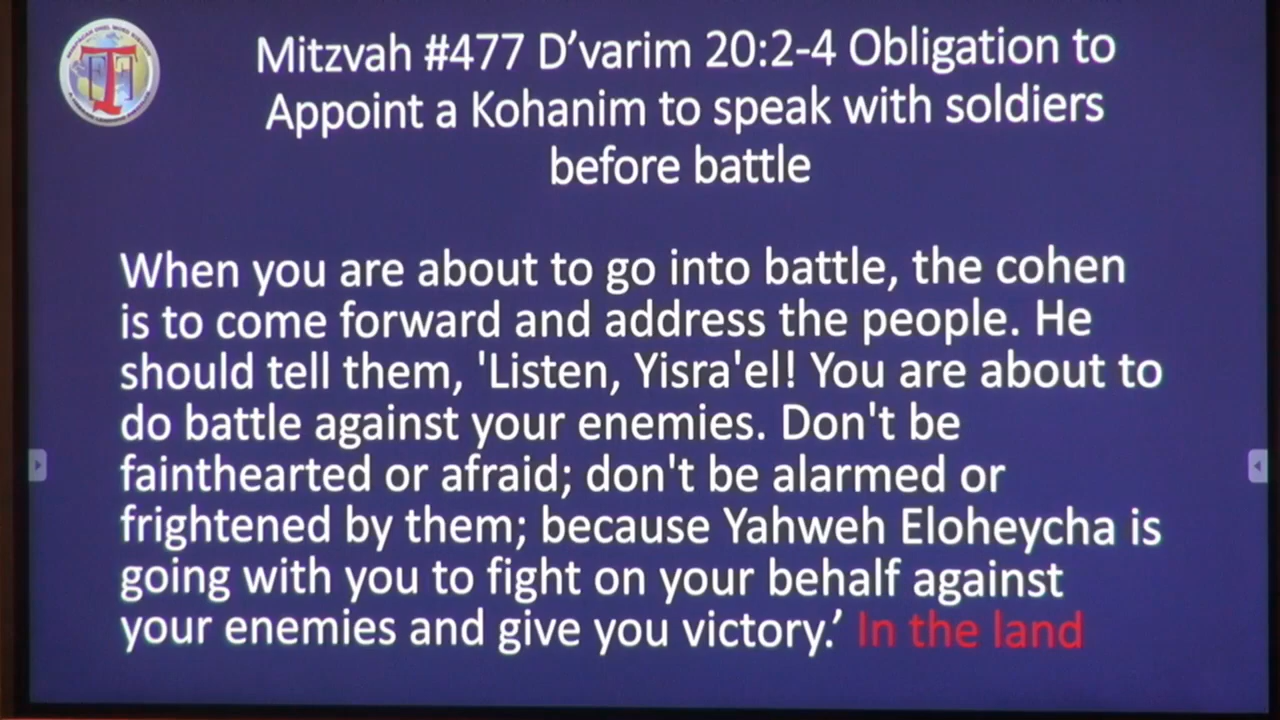 Mitzvah #477 D’varim 20:2-4 Obligation to
Appoint a Kohanim to speak with soldiers
before battle
When you are about to go into battle, the cohen
is to come forward and address the people. He
should tell them, 'Listen, Yisra'el! You are about to
do battle against your enemies. Don't be
fainthearted or afraid; don't be alarmed or
frightened by them; because Yahweh Eloheycha is
going with you to fight on your behalf against
your enemies and give you victory.’ In the land